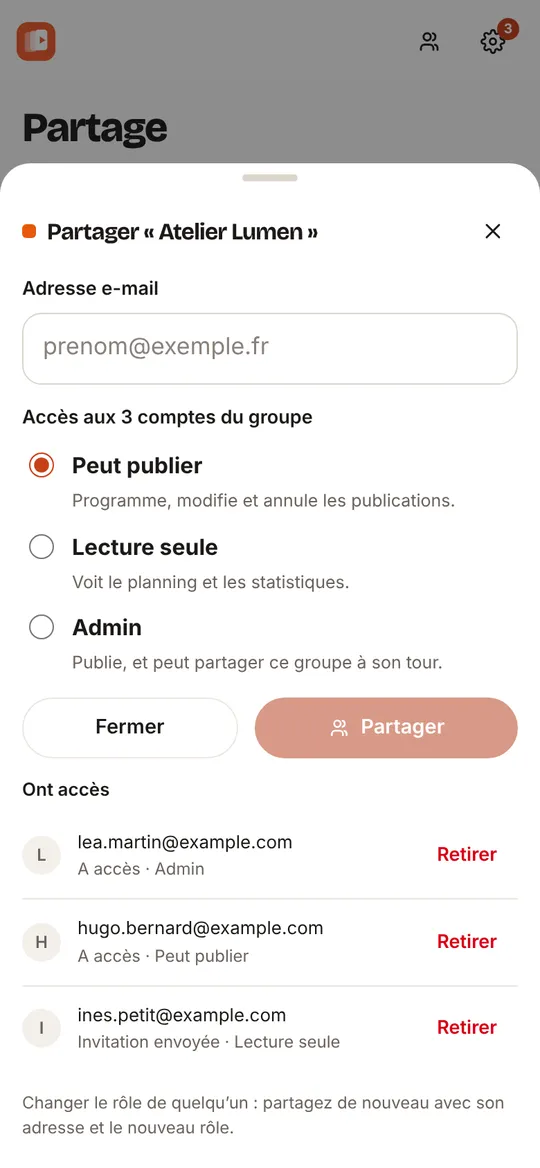 3
Partage
Partager « Atelier Lumen »
Adresse e-mail
prenom@exemple.fr
Accès aux 3 comptes du groupe
Peut publier
Programme, modifie et annule les publications.
Lecture seule
Voit le planning et les statistiques.
Admin
Publie, et peut partager ce groupe à son tour.
Fermer
Partager
Ont accès
L
lea.martin@example.com
A accès · Admin
Retirer
H
hugo.bernard@example.com
A accès · Peut publier
Retirer
I
ines.petit@example.com
Invitation envoyée · Lecture seule
Retirer
Changer le rôle de quelqu’un : partagez de nouveau avec son
adresse et le nouveau rôle.